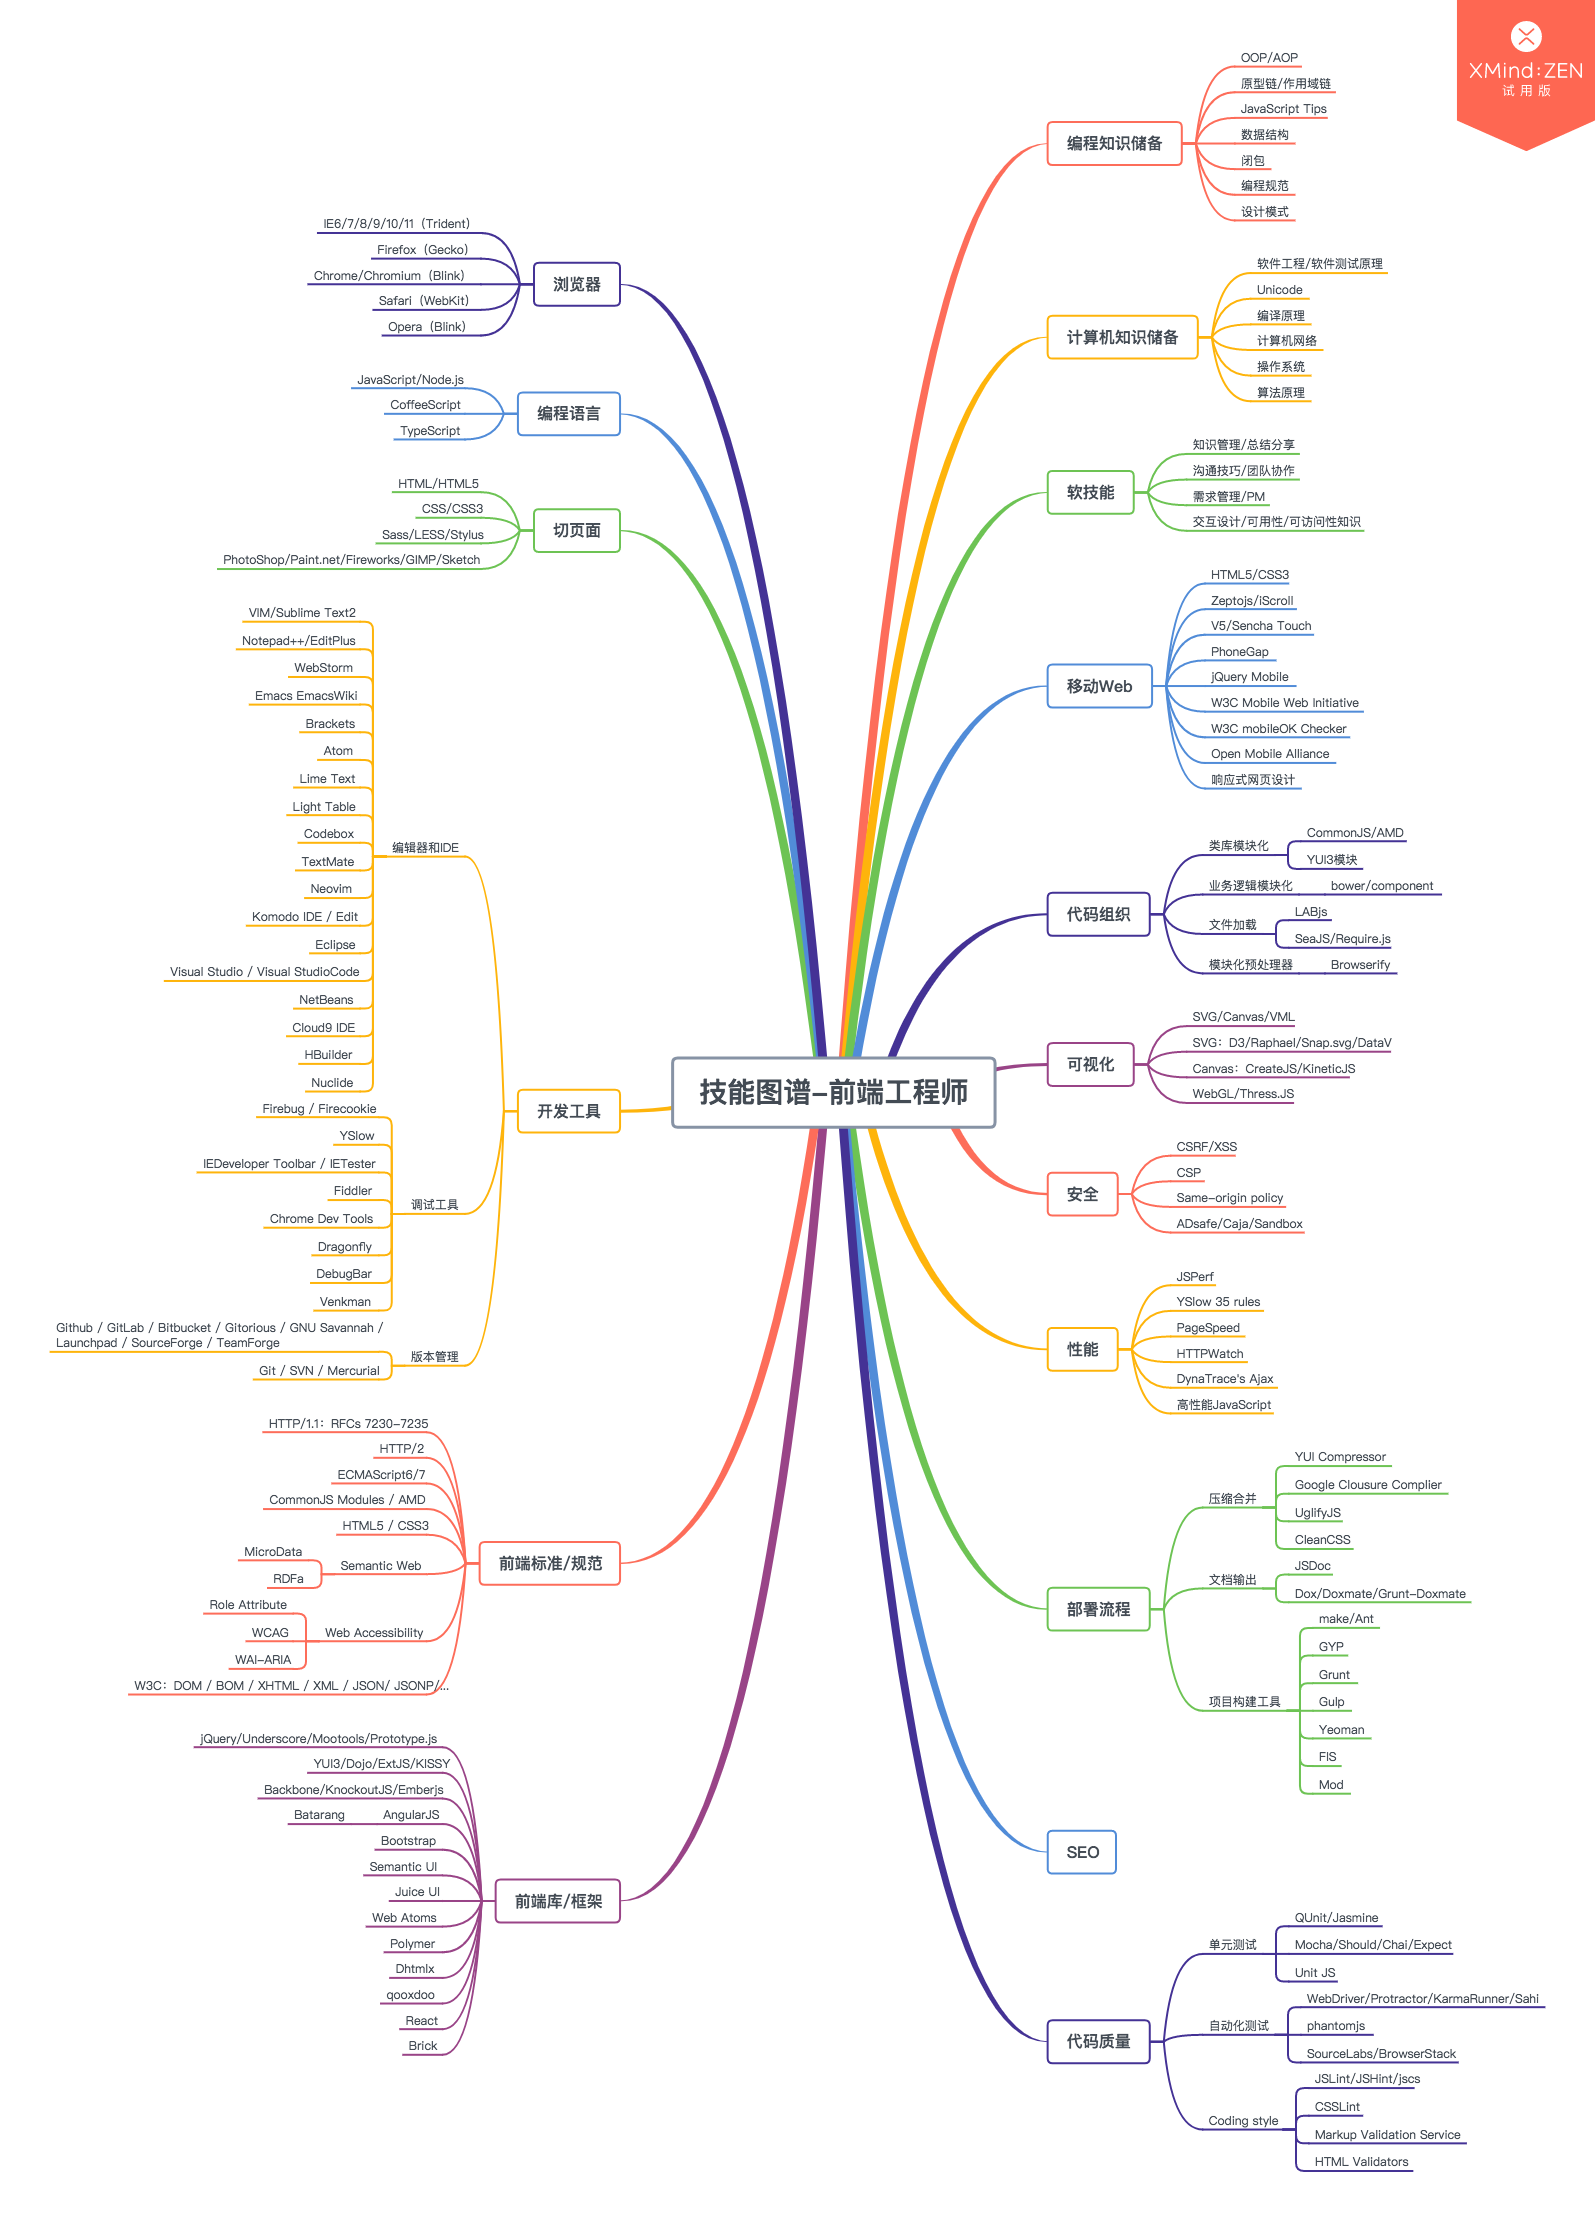 XMind:ZEN
试用版
技能图谱-前端工程师
编程知识储备
OOP/AOP
原型链/作用域链
JavaScript Tips
数据结构
闭包
编程规范
设计模式
计算机知识储备
软件工程/软件测试原理
Unicode
编译原理
计算机网络
操作系统
算法原理
软技能
知识管理/总结分享
沟通技巧/团队协作
需求管理/PM
交互设计/可用性/可访问性知识
移动Web
HTML5/CSS3
Zeptojs/iScroll
V5/Sencha Touch
PhoneGap
jQuery Mobile
W3C Mobile Web Initiative
W3C mobileOK Checker
Open Mobile Alliance
响应式网页设计
代码组织
类库模块化
CommonJS/AMD
YUI3模块
业务逻辑模块化
bower/component
文件加载
LABjs
SeaJS/Require.js
模块化预处理器
Browserify
可视化
SVG/Canvas/VML
SVG：D3/Raphael/Snap.svg/DataV
Canvas：CreateJS/KineticJS
WebGL/Thress.JS
安全
CSRF/XSS
CSP
Same-origin policy
ADsafe/Caja/Sandbox
性能
JSPerf
YSlow 35 rules
PageSpeed
HTTPWatch
DynaTrace's Ajax
高性能JavaScript
部署流程
压缩合并
YUI Compressor
Google Clousure Complier
UglifyJS
CleanCSS
文档输出
JSDoc
Dox/Doxmate/Grunt-Doxmate
项目构建工具
make/Ant
GYP
Grunt
Gulp
Yeoman
FIS
Mod
SEO
代码质量
单元测试
QUnit/Jasmine
Mocha/Should/Chai/Expect
Unit JS
自动化测试
WebDriver/Protractor/KarmaRunner/Sahi
phantomjs
SourceLabs/BrowserStack
Coding style
JSLint/JSHint/jscs
CSSLint
Markup Validation Service
HTML Validators
浏览器
IE6/7/8/9/10/11（Trident）
Firefox（Gecko）
Chrome/Chromium（Blink）
Safari（WebKit）
Opera（Blink）
编程语言
JavaScript/Node.js
CoffeeScript
TypeScript
切页面
HTML/HTML5
CSS/CSS3
Sass/LESS/Stylus
PhotoShop/Paint.net/Fireworks/GIMP/Sketch
开发工具
编辑器和IDE
VIM/Sublime Text2
Notepad++/EditPlus
WebStorm
Emacs EmacsWiki
Brackets
Atom
Lime Text
Light Table
Codebox
TextMate
Neovim
Komodo IDE / Edit
Eclipse
Visual Studio / Visual StudioCode
NetBeans
Cloud9 IDE
HBuilder
Nuclide
调试工具
Firebug / Firecookie
YSlow
IEDeveloper Toolbar / IETester
Fiddler
Chrome Dev Tools
Dragonfly
DebugBar
Venkman
版本管理
Github / GitLab / Bitbucket / Gitorious / GNU Savannah /
Launchpad / SourceForge / TeamForge
Git / SVN / Mercurial
前端标准/规范
HTTP/1.1：RFCs 7230-7235
HTTP/2
ECMAScript6/7
CommonJS Modules / AMD
HTML5 / CSS3
Semantic Web
MicroData
RDFa
Web Accessibility
Role Attribute
WCAG
WAI-ARIA
W3C：DOM / BOM / XHTML / XML / JSON/ JSONP/...
前端库/框架
jQuery/Underscore/Mootools/Prototype.js
YUI3/Dojo/ExtJS/KISSY
Backbone/KnockoutJS/Emberjs
AngularJS
Batarang
Bootstrap
Semantic UI
Juice UI
Web Atoms
Polymer
Dhtmlx
qooxdoo
React
Brick